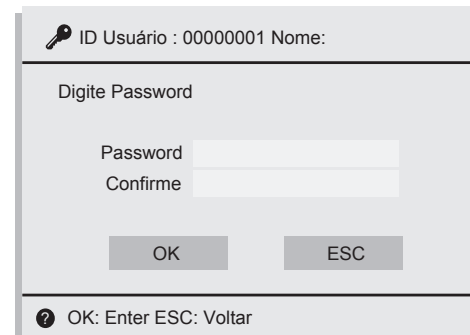 ID Usuário : 00000001 Nome:
Digite Password
Password
Confirme
OK ESC
? OK: Enter ESC: Voltar